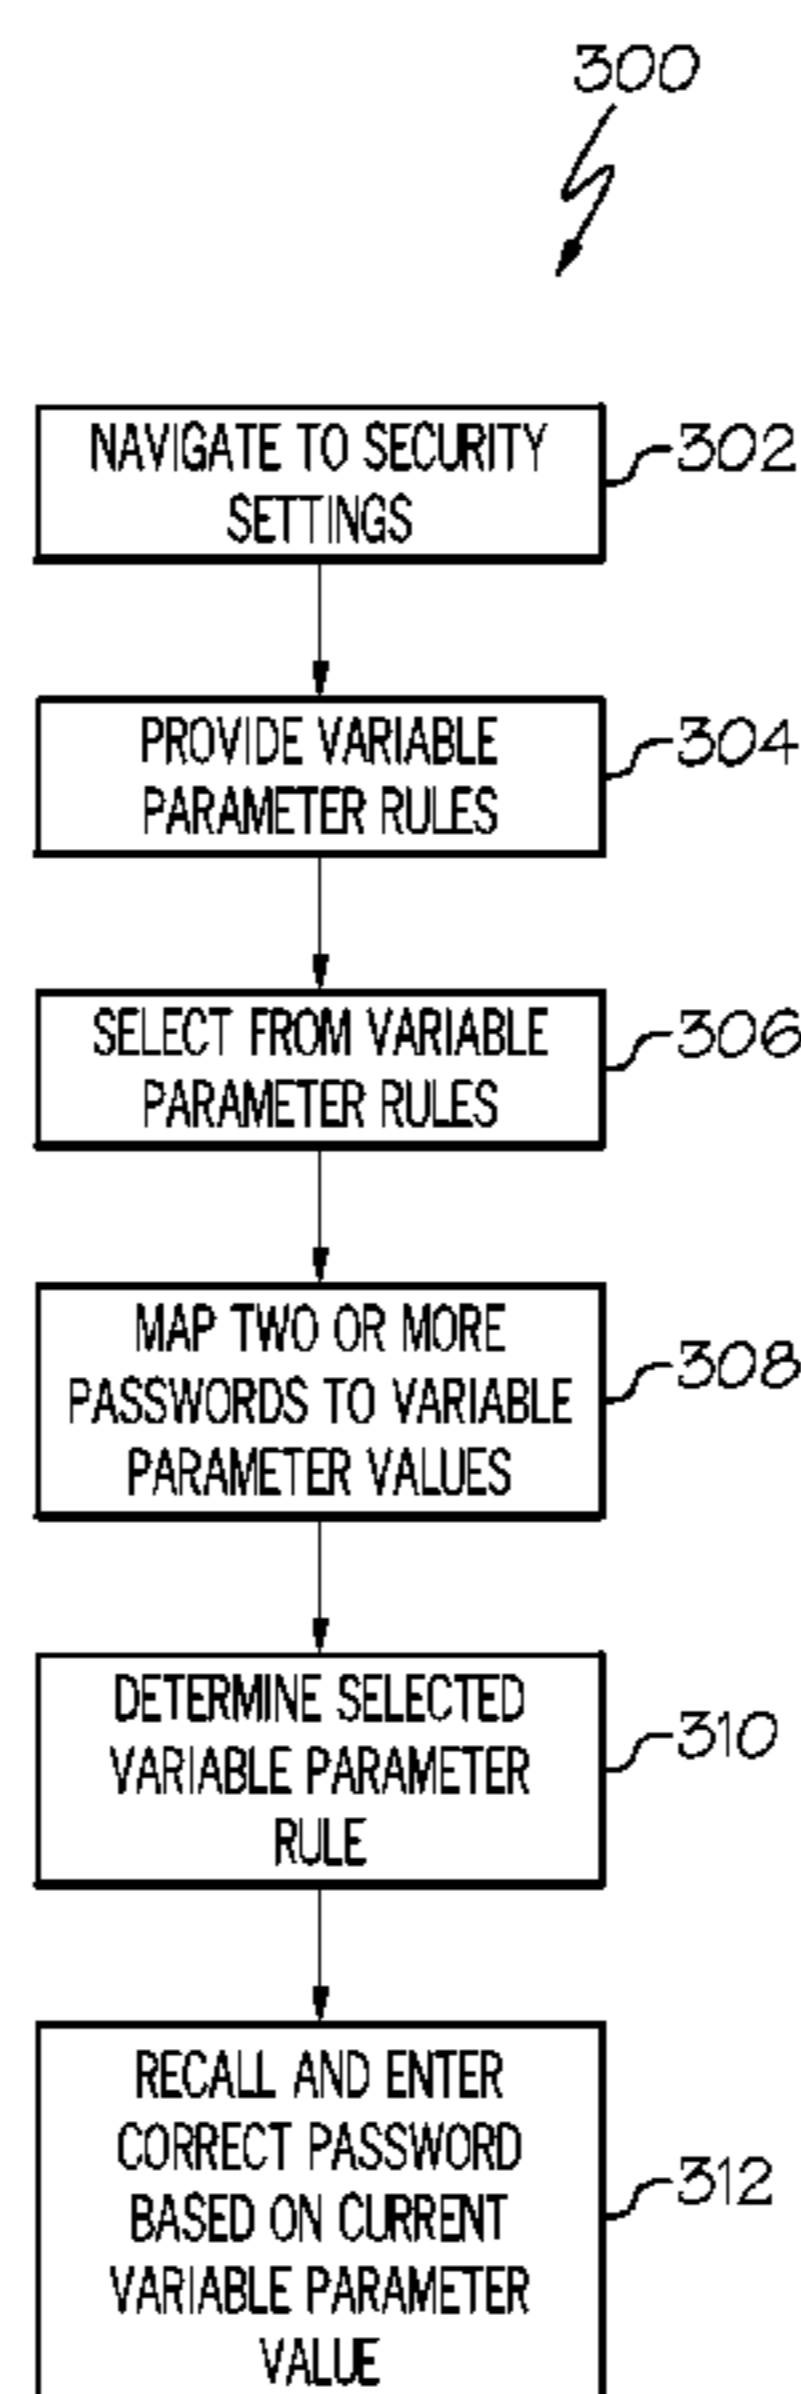 300
NAVIGATE TO SECURITY
SETTINGS
302
PROVIDE VARIABLE
PARAMETER RULES
304
SELECT FROM VARIABLE
PARAMETER RULES
306
MAP TWO OR MORE
PASSWORDS TO VARIABLE
PARAMETER VALUES
308
DETERMINE SELECTED
VARIABLE PARAMETER
RULE
310
RECALL AND ENTER
CORRECT PASSWORD
BASED ON CURRENT
VARIABLE PARAMETER
VALUE
312